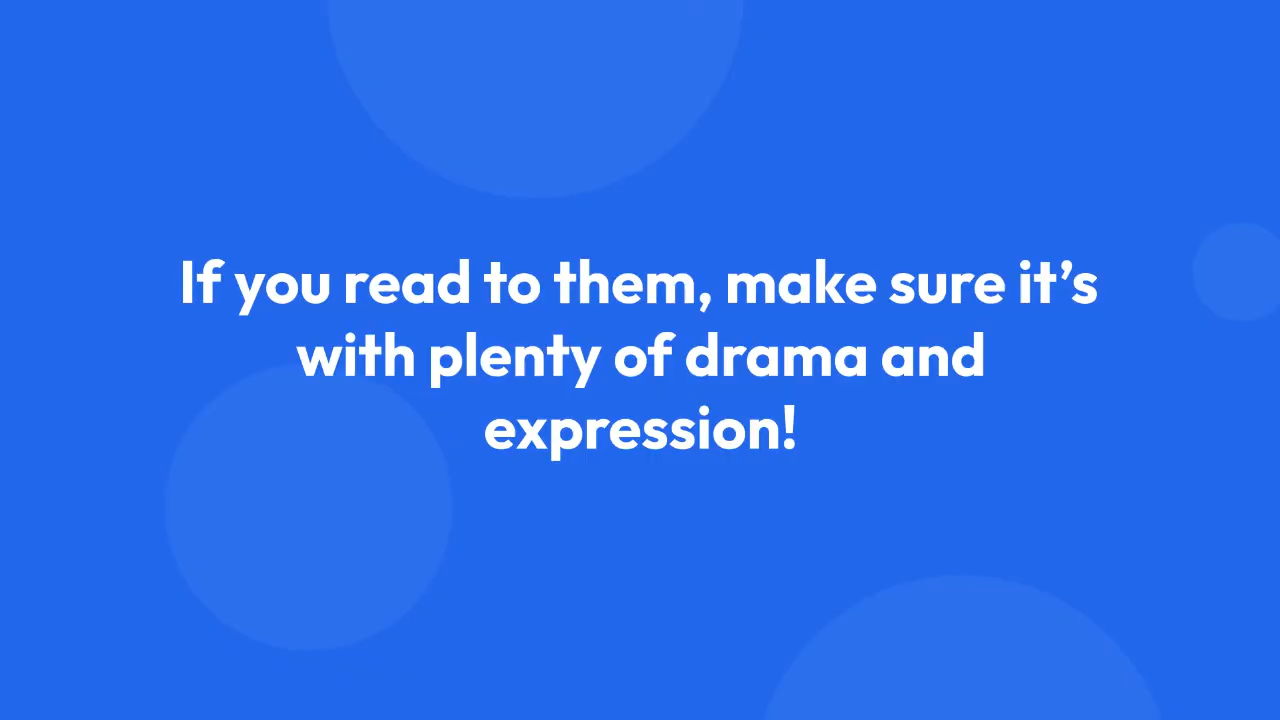 If you read to them, make sure it’s
with plenty of drama and
expression!